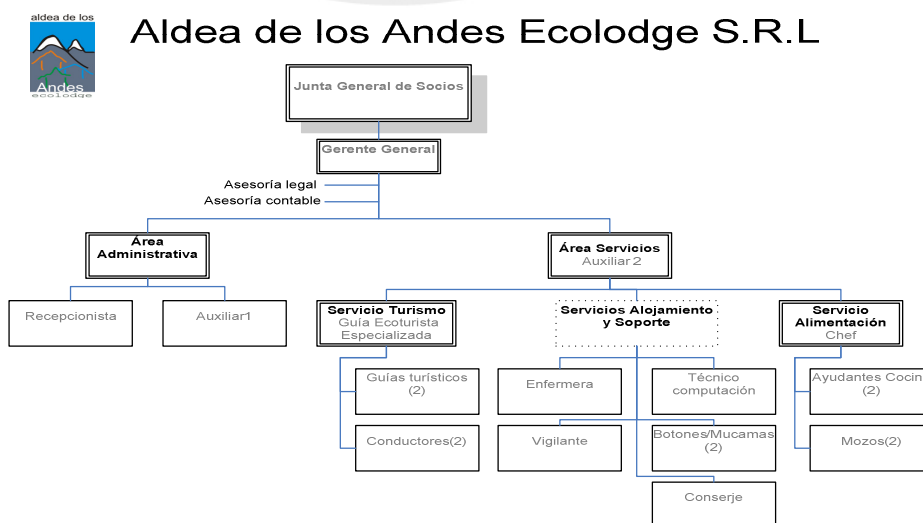 aldea de los
Andes
ecolodge
Aldea de los Andes Ecolodge S.R.L
Junta General de Socios
Gerente General
Asesoría legal
Asesoría contable
Área
Administrativa
Área Servicios
Auxiliar 2
Recepcionista
Auxiliar1
Servicio Turismo
Guía Ecoturista
Especializada
Servicios Alojamiento
y Soporte
Servicio
Alimentación
Chef
Guías turísticos
(2)
Enfermera
Técnico
computación
Ayudantes Cocin
(2)
Conductores(2)
Vigilante
Botones/Mucamas
(2)
Mozos(2)
Conserje